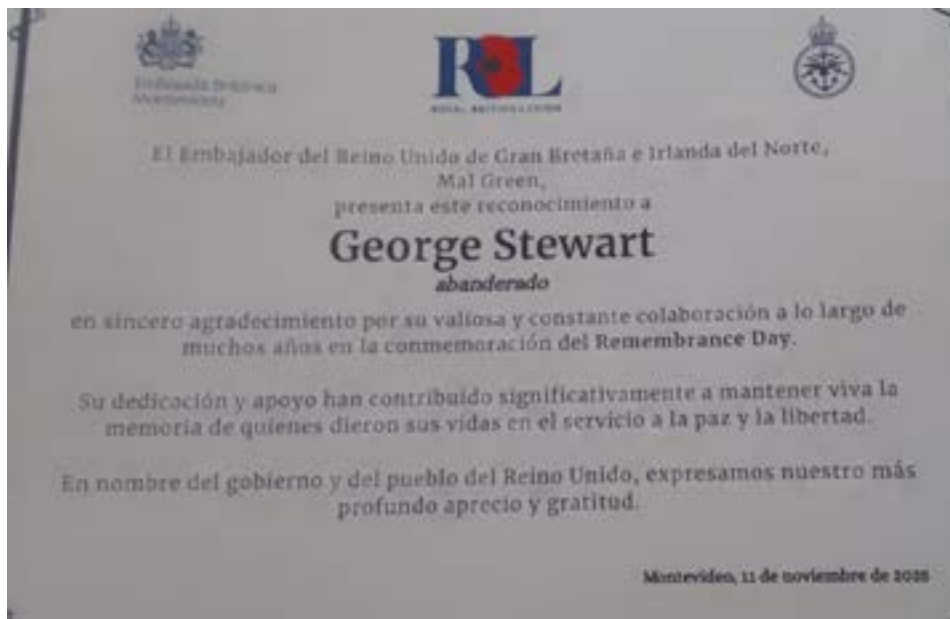 Embajada Británica
Montevideo
RBL
ROYAL BRITISH LEGION
El Embajador del Reino Unido de Gran Bretaña e Irlanda del Norte,
Mal Green,
presenta este reconocimiento a
George Stewart
abanderado
en sincero agradecimiento por su valiosa y constante colaboración a lo largo de
muchos años en la conmemoración del Remembrance Day.
Su dedicación y apoyo han contribuido significativamente a mantener viva la
memoria de quienes dieron sus vidas en el servicio a la paz y la libertad.
En nombre del gobierno y del pueblo del Reino Unido, expresamos nuestro más
profundo aprecio y gratitud.
Montevideo, 11 de noviembre de